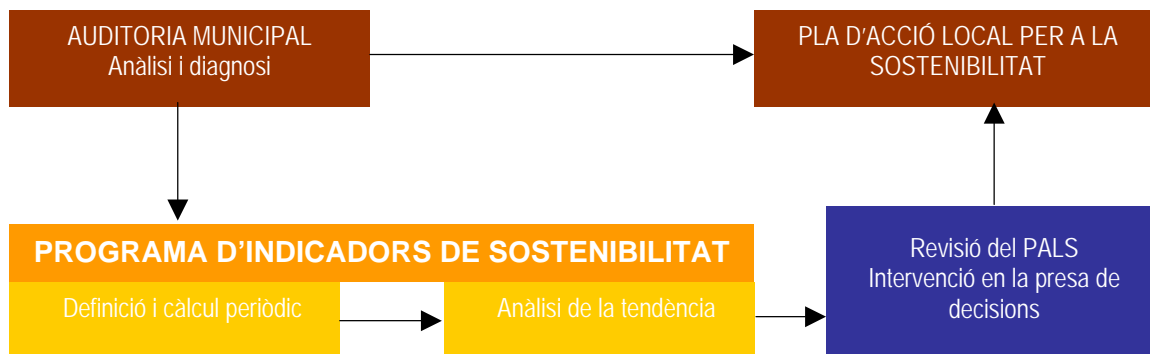 AUDITORIA MUNICIPAL
Anàlisi i diagnosi
PLA D'ACCIÓ LOCAL PER A LA
SOSTENIBILITAT
PROGRAMA D'INDICADORS DE SOSTENIBILITAT
Definició i càlcul periòdic
Anàlisi de la tendència
Revisió del PALS
Intervenció en la presa de
decisions